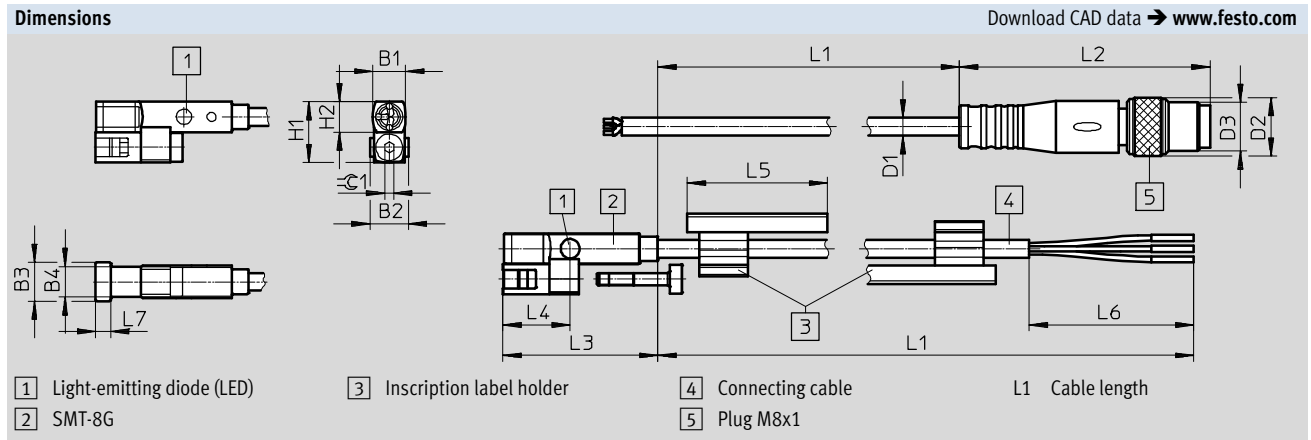 Dimensions
Download CAD data ➔ www.festo.com
1
B1
H1
H2
1
B2
L1
L2
D1
D3
D2
5
L5
1
2
4
B3
B4
L7
L4
L3
3
L6
L1
1 Light-emitting diode (LED)
3 Inscription label holder
4 Connecting cable
L1 Cable length
2 SMT-8G
5 Plug M8x1